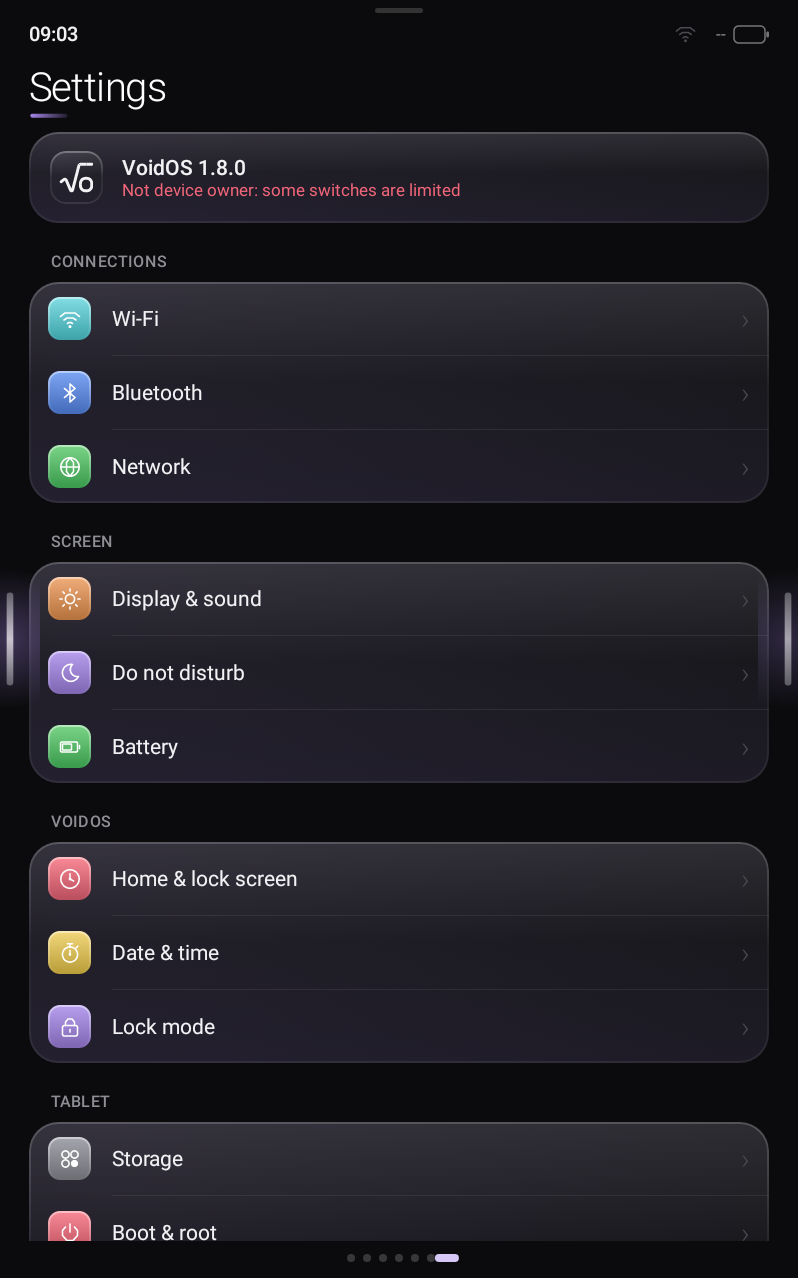 09:03
--
Settings
VoidOS 1.8.0
Not device owner: some switches are limited
CONNECTIONS
Wi-Fi
Bluetooth
Network
SCREEN
Display & sound
Do not disturb
Battery
VOIDOS
Home & lock screen
Date & time
Lock mode
TABLET
Storage
Boot & root